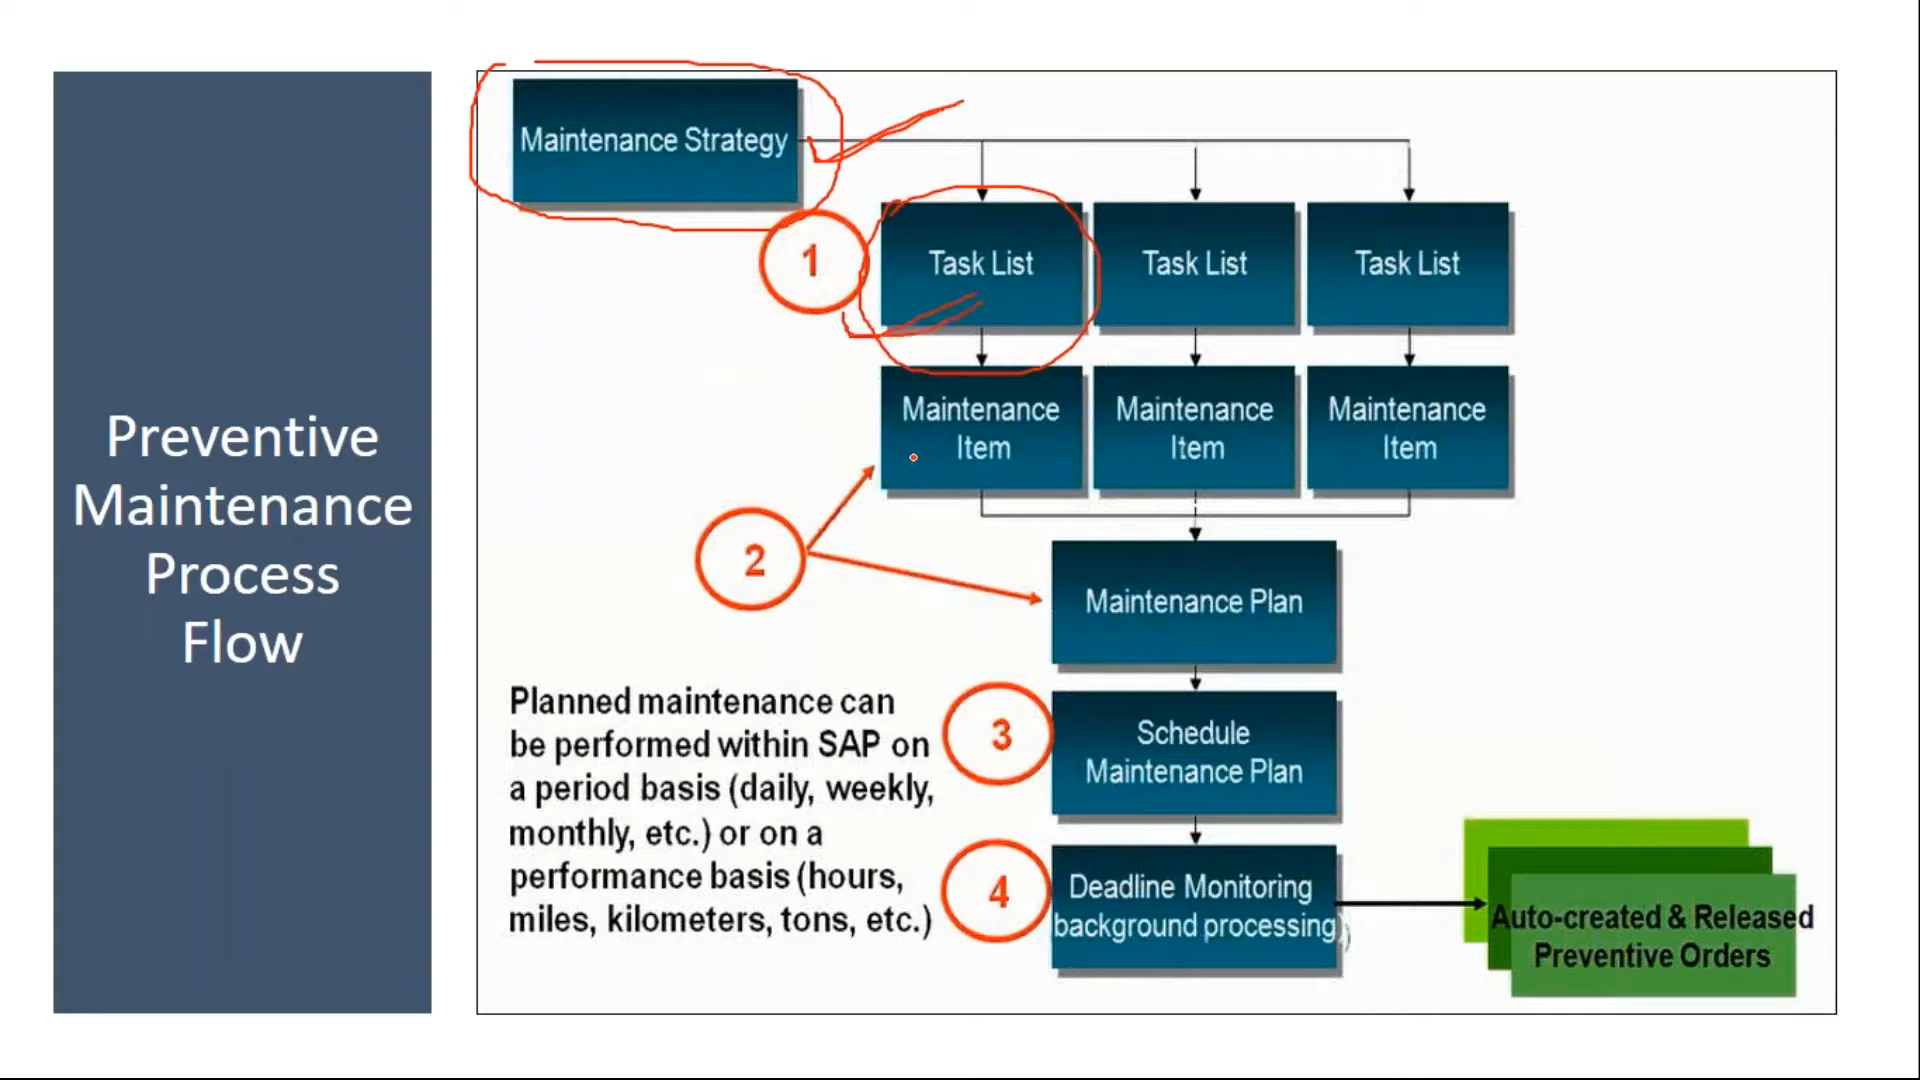 Preventive
Maintenance
Process
Flow
Maintenance Strategy
1
Task List
Task List
Task List
Maintenance
Item
Maintenance
Item
Maintenance
Item
2
Maintenance Plan
3
Schedule
Maintenance Plan
4
Deadline Monitoring
background processing)
Auto-created & Released
Preventive Orders
Planned maintenance can
be performed within SAP on
a period basis (daily, weekly,
monthly, etc.) or on a
performance basis (hours,
miles, kilometers, tons, etc.)